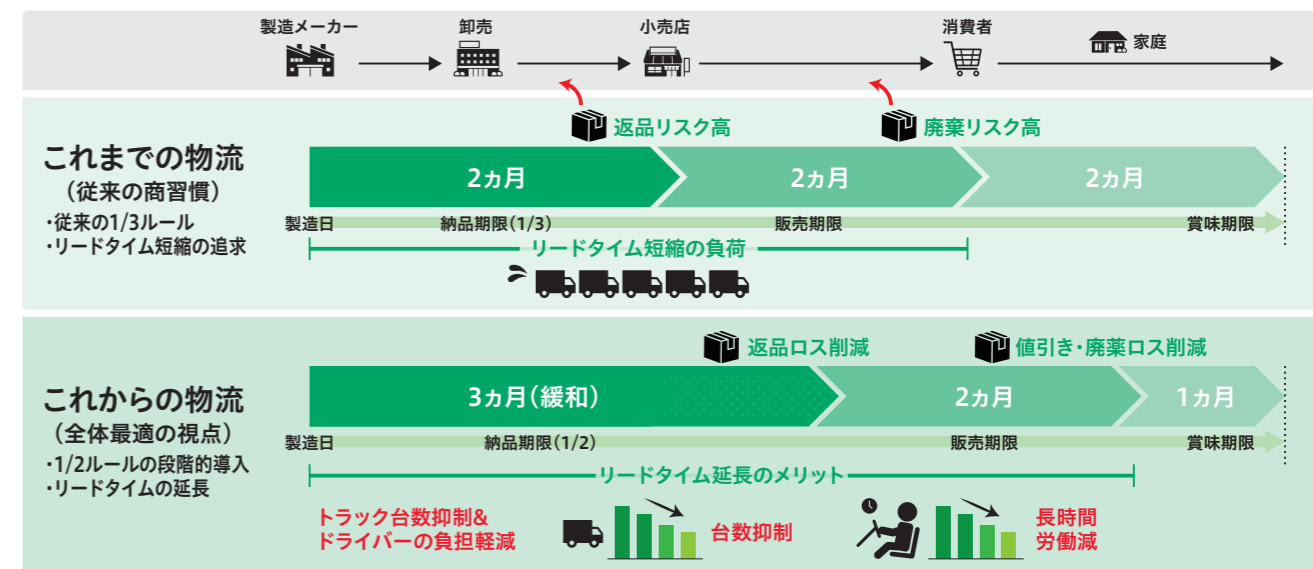 製造メーカー
卸売
小売店
消費者
家庭
返品リスク高
廃棄リスク高
これまでの物流
（従来の商習慣）
・従来の1/3ルール
・リードタイム短縮の追求
2ヵ月
2ヵ月
2ヵ月
製造日
納品期限（1/3）
販売期限
賞味期限
リードタイム短縮の負荷
返品ロス削減
値引き・廃薬ロス削減
これからの物流
（全体最適の視点）
・1/2ルールの段階的導入
・リードタイムの延長
3ヵ月（緩和）
2ヵ月
1ヵ月
製造日
納品期限（1/2）
販売期限
賞味期限
リードタイム延長のメリット
トラック台数抑制&
ドライバーの負担軽減
台数抑制
長時間
労働減